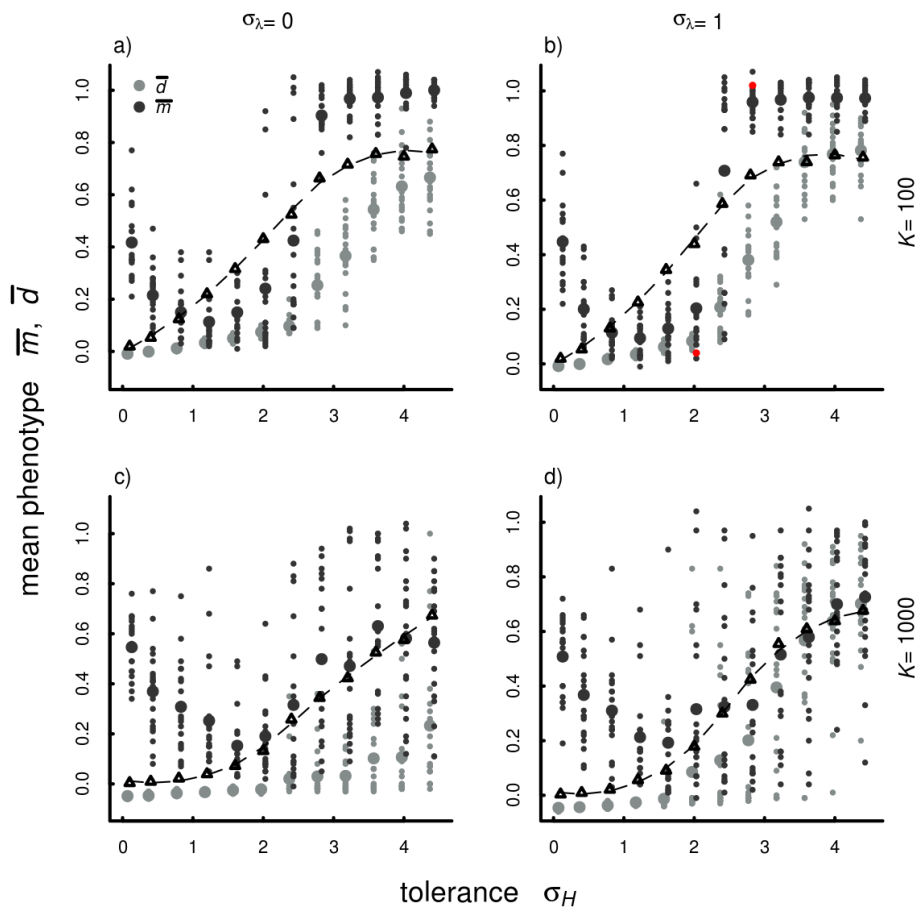 σλ= 0
σλ= 1
a)
b)
d̅
m̅
0.0 0.2 0.4 0.6 0.8 1.0
0 1 2 3 4
0.0 0.2 0.4 0.6 0.8 1.0
0 1 2 3 4
K = 100
c)
d)
0.0 0.2 0.4 0.6 0.8 1.0
0 1 2 3 4
0.0 0.2 0.4 0.6 0.8 1.0
0 1 2 3 4
K = 1000
mean phenotype m̅, d̅
tolerance σH